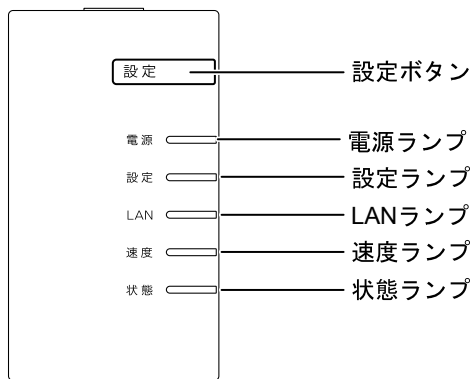 設定 設定ボタン
電源 電源ランプ
設定 設定ランプ
LAN LANランプ
速度 速度ランプ
状態 状態ランプ